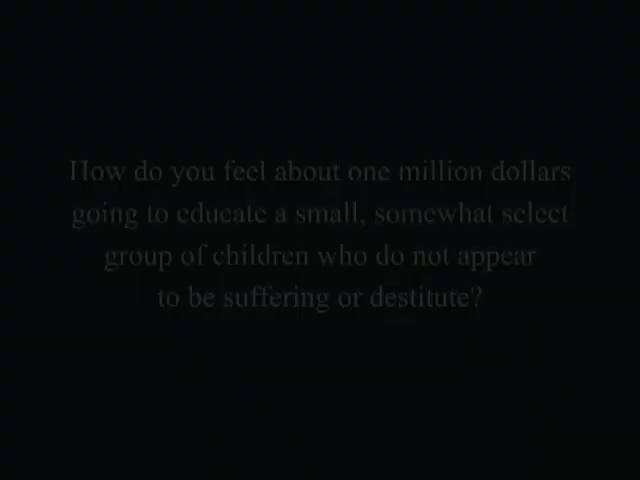 How do you feel about one million dollars
going to educate a small, somewhat select
group of children who do not appear
to be suffering or destitute?